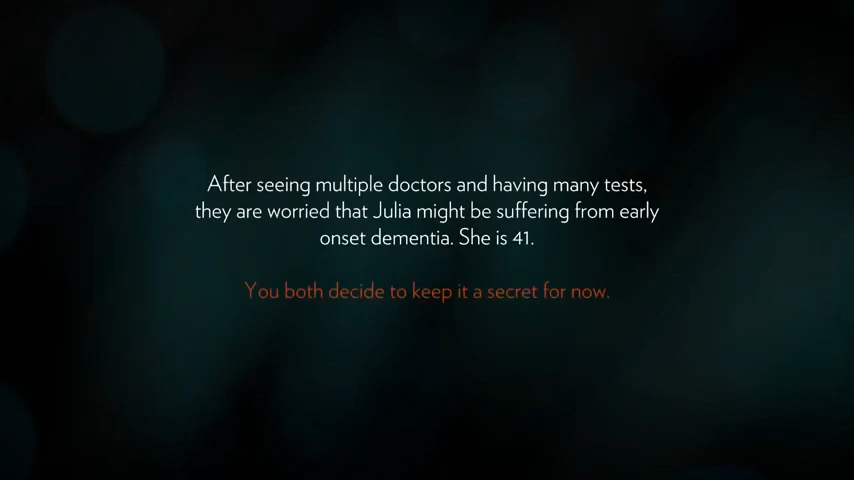 After seeing multiple doctors and having many tests,
they are worried that Julia might be suffering from early
onset dementia. She is 41.
You both decide to keep it a secret for now.